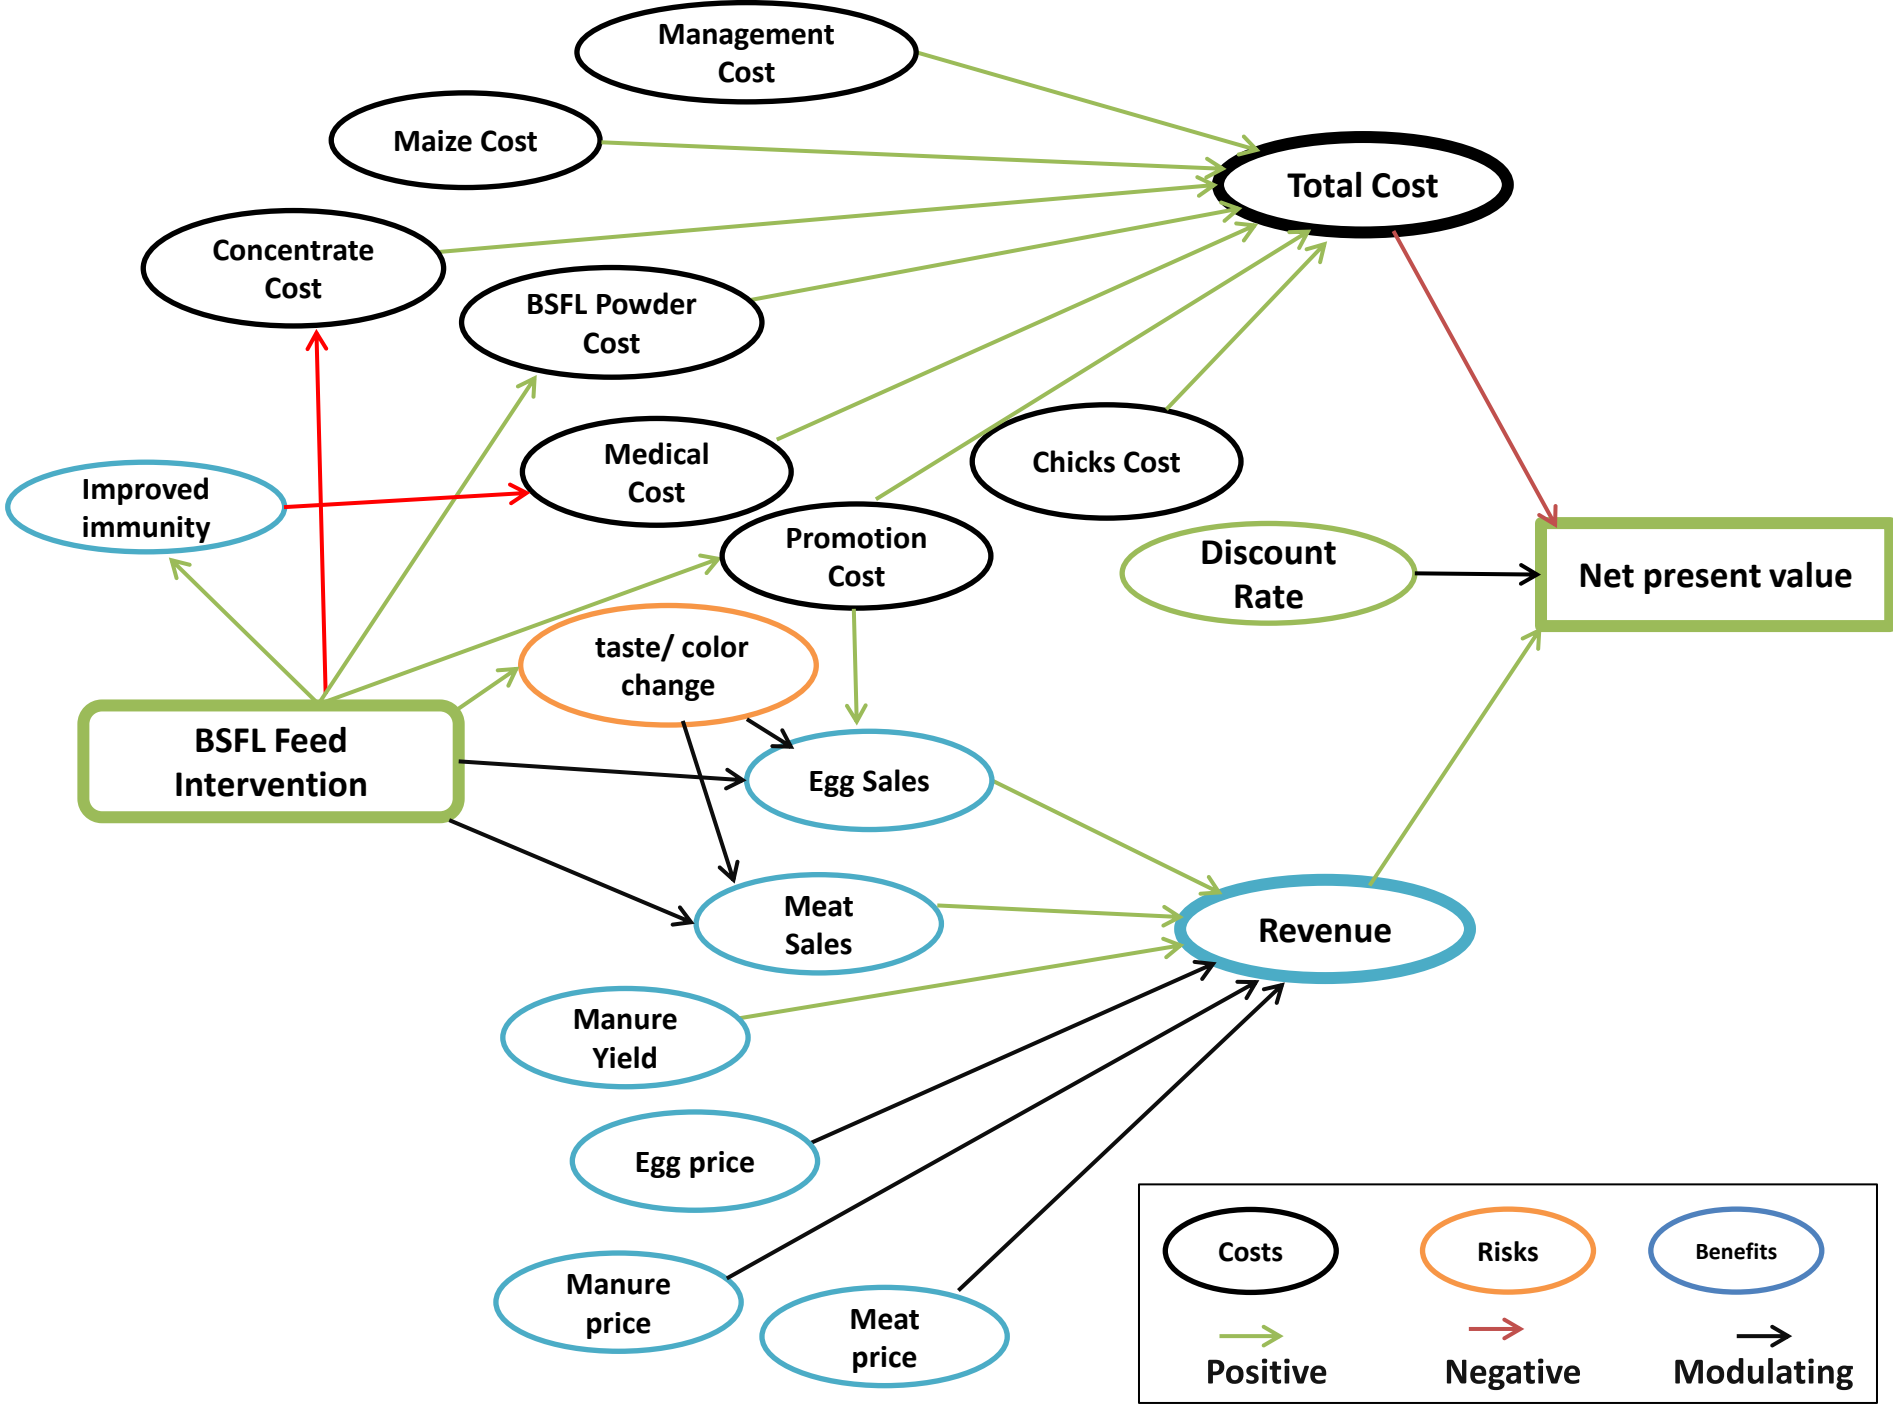 Management
Cost
Maize Cost
Total Cost
Concentrate
Cost
BSFL Powder
Cost
Medical
Cost
Chicks Cost
Improved
immunity
Promotion
Cost
Discount
Rate
Net present value
taste/ color
change
BSFL Feed
Intervention
Egg Sales
Meat
Sales
Revenue
Manure
Yield
Egg price
Manure
price
Meat
price
Costs
Risks
Benefits
Positive
Negative
Modulating